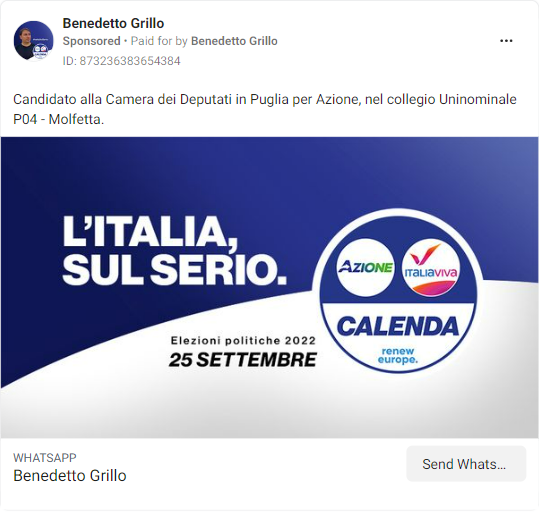 Benedetto Grillo
Sponsored • Paid for by Benedetto Grillo
ID: 873236383654384
Candidato alla Camera dei Deputati in Puglia per Azione, nel collegio Uninominale
P04 - Molfetta.
L'ITALIA,
SUL SERIO.
AZIONE
ITALIAVIVA
CALENDA
renew
europe.
Elezioni politiche 2022
25 SETTEMBRE
WHATSAPP
Benedetto Grillo
Send Whats...